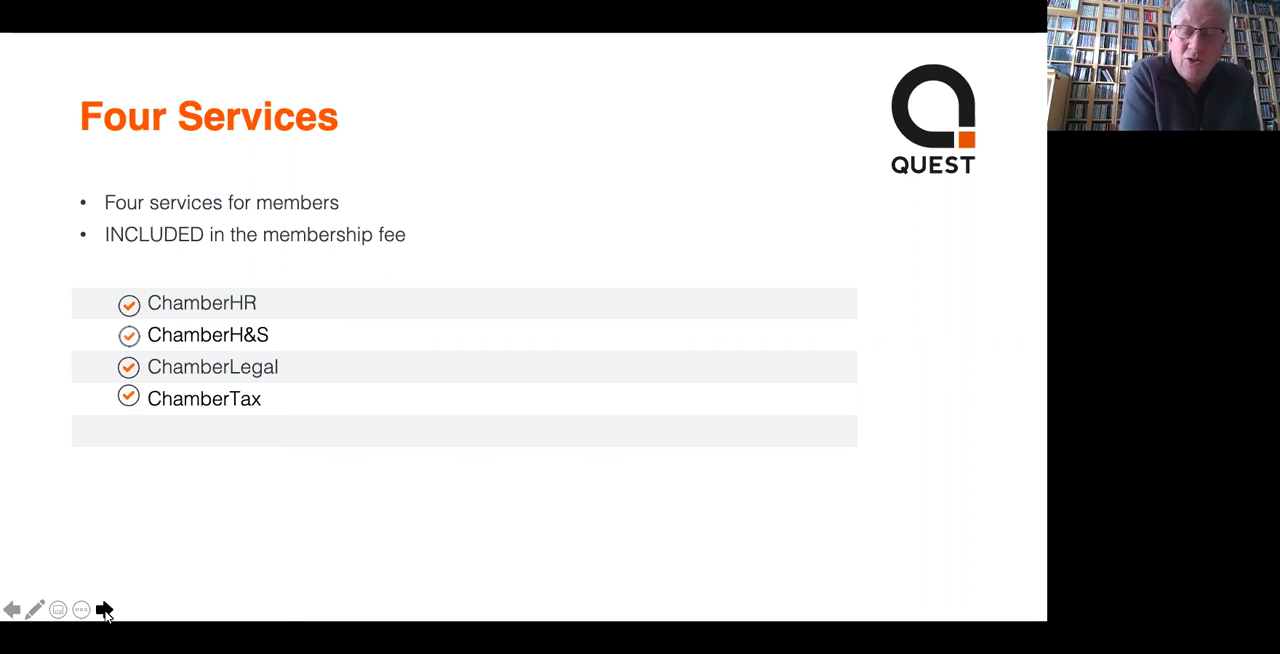 Four Services
QUEST
Four services for members
INCLUDED in the membership fee
ChamberHR
ChamberH&S
ChamberLegal
ChamberTax